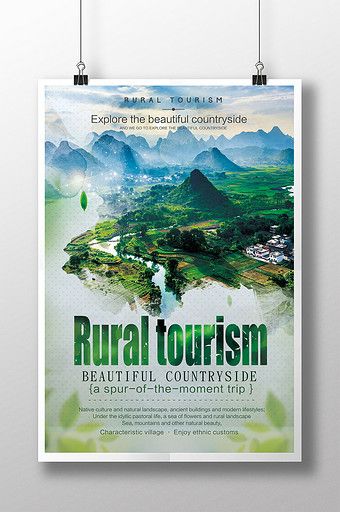 RURAL TOURISM
Explore the beautiful countryside
AND WE GO TO EXPLORE THE BEAUTIFUL COUNTRYSIDE
Rural tourism
BEAUTIFUL COUNTRYSIDE
{a spur-of-the-moment trip }
Native culture and natural landscape, ancient buildings and modern lifestyles;
Under the idyllic pastoral life, a sea of flowers and rural landscape
Sea, mountains and other natural beauty,
Characteristic village · Enjoy ethnic customs